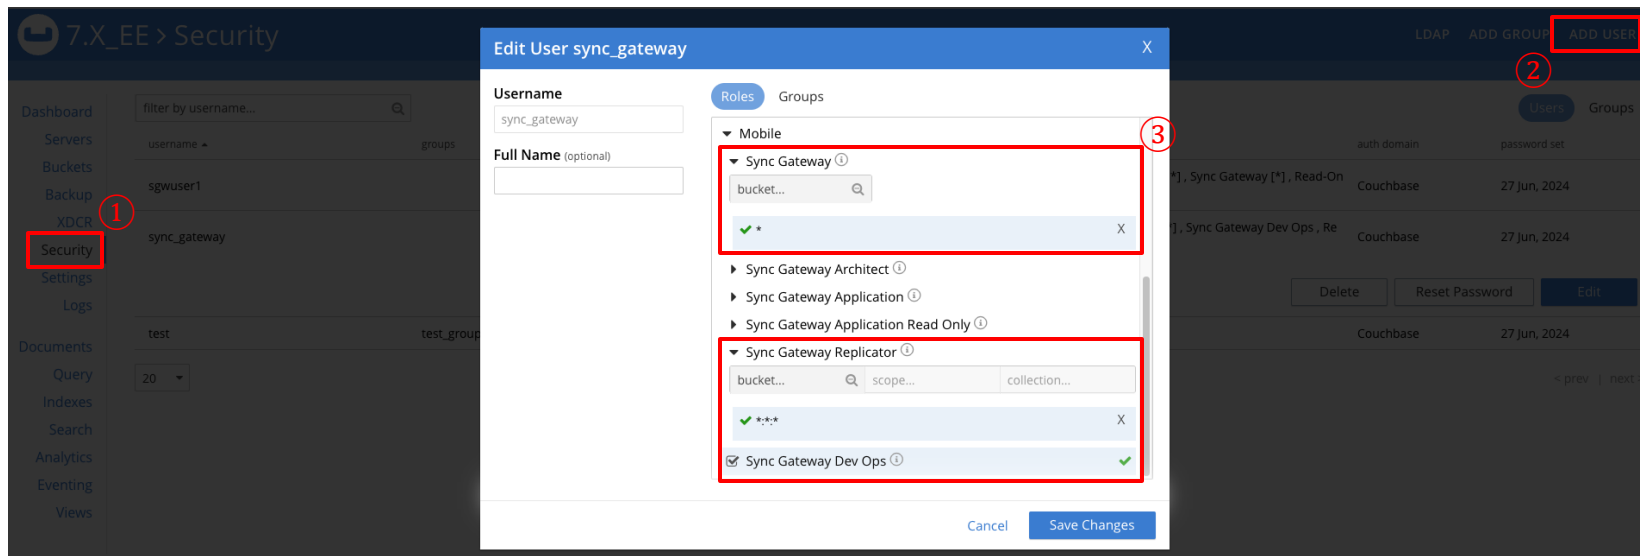 7.X_EE > Security
LDAP ADD GROUP ADD USER
②
Dashboard
Servers
Buckets
Backup
XDCR
①
Security
Settings
Logs
Documents
Query
Indexes
Search
Analytics
Eventing
Views
filter by username...
Users Groups
username groups auth domain password set
sgwuser1 *] , Sync Gateway [*] , Read-On Couchbase 27 Jun, 2024
sync_gateway *] , Sync Gateway Dev Ops , Re Couchbase 27 Jun, 2024
Delete Reset Password Edit
test test_group Couchbase 27 Jun, 2024
20
< prev | next
Edit User sync_gateway X
Username
sync_gateway
Full Name (optional)
Roles Groups
③
Mobile
Sync Gateway
bucket...
* X
Sync Gateway Architect
Sync Gateway Application
Sync Gateway Application Read Only
Sync Gateway Replicator
bucket... scope... collection...
*:*:* X
Sync Gateway Dev Ops
Cancel Save Changes